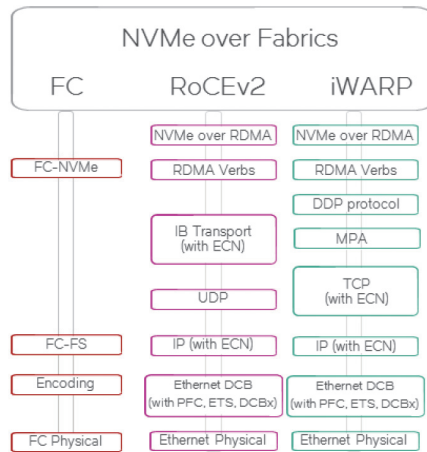 NVMe over Fabrics
FC
RoCEv2
iWARP
NVMe over RDMA
NVMe over RDMA
FC-NVMe
RDMA Verbs
RDMA Verbs
DDP protocol
IB Transport
(with ECN)
MPA
TCP
(with ECN)
UDP
FC-FS
IP (with ECN)
IP (with ECN)
Encoding
Ethernet DCB
(with PFC, ETS, DCBx)
Ethernet DCB
(with PFC, ETS, DCBx)
FC Physical
Ethernet Physical
Ethernet Physical